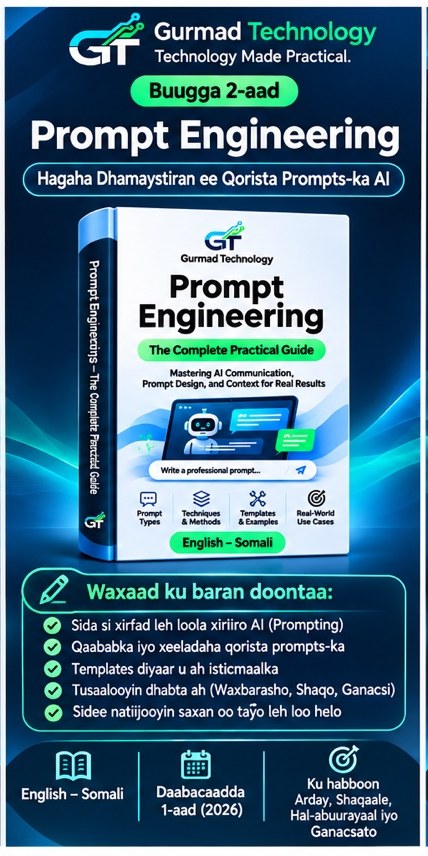 GT
Gurmad Technology
Technology Made Practical.
Buugga 2-aad
Prompt Engineering
Hagaha Dhamaystiran ee Qorista Prompts-ka AI
Prompt Engineering – The Complete Practical Guide
GT
GT
Gurmad Technology
Prompt
Engineering
The Complete Practical Guide
Mastering AI Communication,
Prompt Design, and Context for Real Results
Write a professional prompt...
Prompt
Types
Techniques
& Methods
Templates
& Examples
Real-World
Use Cases
English – Somali
Waxaad ku baran doontaa:
Sida si xirfad leh loola xiriiro AI (Prompting)
Qaababka iyo xeeladaha qorista prompts-ka
Templates diyaar u ah isticmaalka
Tusaalooyin dhabta ah (Waxbarasho, Shaqo, Ganacsi)
Sidee natiijooyin saxan oo tayo leh loo helo
English – Somali
Daabacaadda
1-aad (2026)
Ku habboon
Arday, Shaqaale,
Hal-abuurayaal iyo
Ganacsato